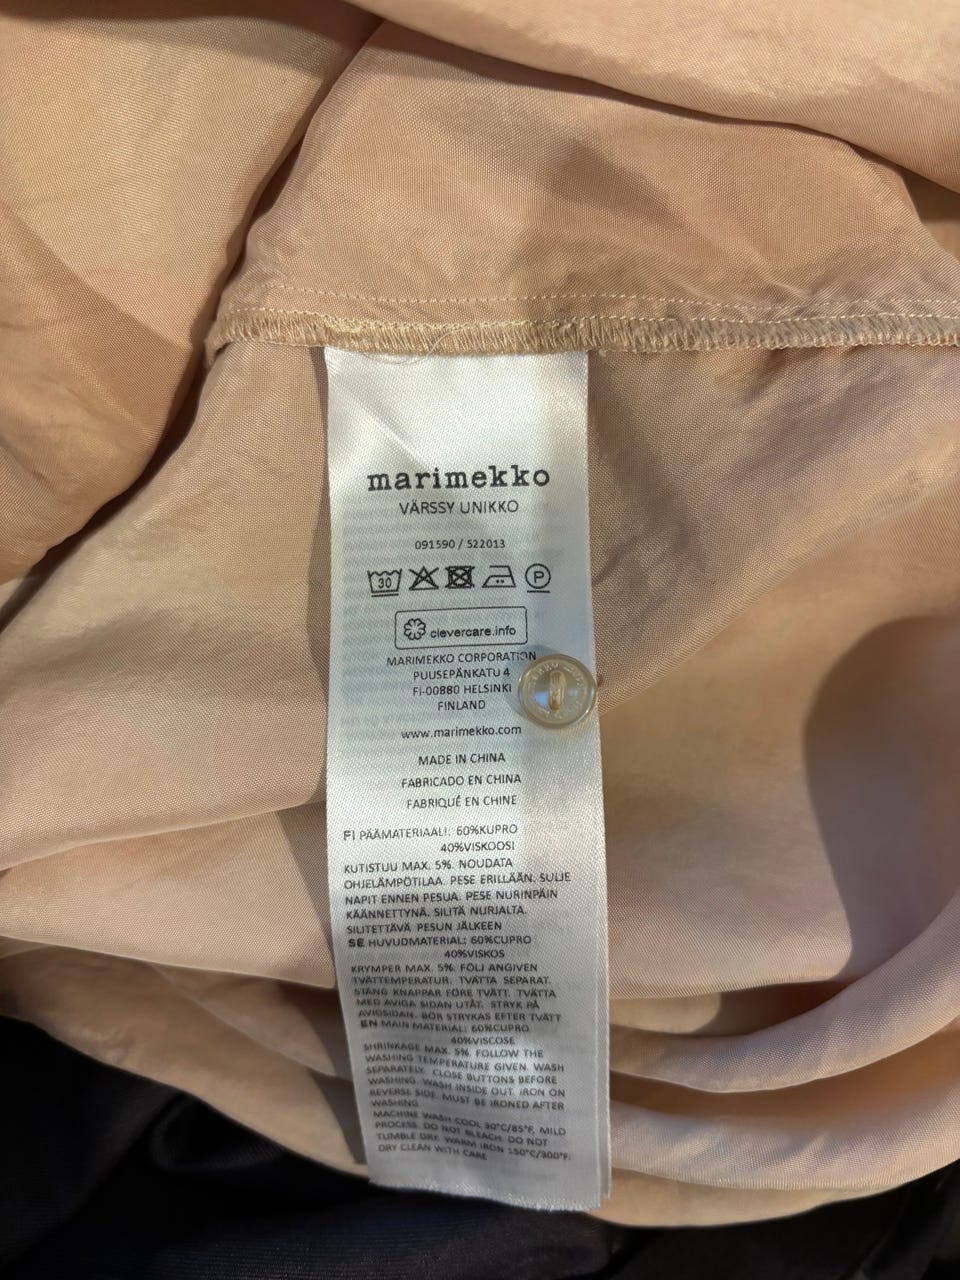 marimekko
VÄRSSY UNIKKO
091590 / 522013
30 P
clevercare.info
MARIMEKKO CORPORATION
PUUSEPÄNKATU 4
FI-00880 HELSINKI
FINLAND
www.marimekko.com
MADE IN CHINA
FABRICADO EN CHINA
FABRIQUÉ EN CHINE
FI PÄÄMATERIAALI: 60%KUPRO
40%VISKOOSI
KUTISTUU MAX. 5%. NOUDATA
OHJELÄMPÖTILAA. PESE ERILLÄÄN. SULJE
NAPIT ENNEN PESUA. PESE NURINPÄIN
KÄÄNNETTYNÄ. SILITÄ NURJALTA.
SILITETTÄVÄ PESUN JÄLKEEN
SE HUVUDMATERIAL: 60%CUPRO
40%VISKOS
KRYMPER MAX. 5%. FÖLJ ANGIVEN
TVÄTTEMPERATUR. TVÄTTA SEPARAT.
STÄNG KNAPPAR FÖRE TVÄTT. TVÄTTA
MED AVIGA SIDAN UTÅT. STRYK PÅ
AVIGSIDAN. BÖR STRYKAS EFTER TVÄTT
EN MAIN MATERIAL: 60%CUPRO
40%VISCOSE
SHRINKAGE MAX. 5%. FOLLOW THE
WASHING TEMPERATURE GIVEN. WASH
SEPARATELY. CLOSE BUTTONS BEFORE
WASHING. WASH INSIDE OUT. IRON ON
REVERSE SIDE. MUST BE IRONED AFTER
WASHING
MACHINE WASH COOL 30°C/85°F, MILD
PROCESS. DO NOT BLEACH. DO NOT
TUMBLE DRY. WARM IRON 150°C/300°F.
DRY CLEAN WITH CARE